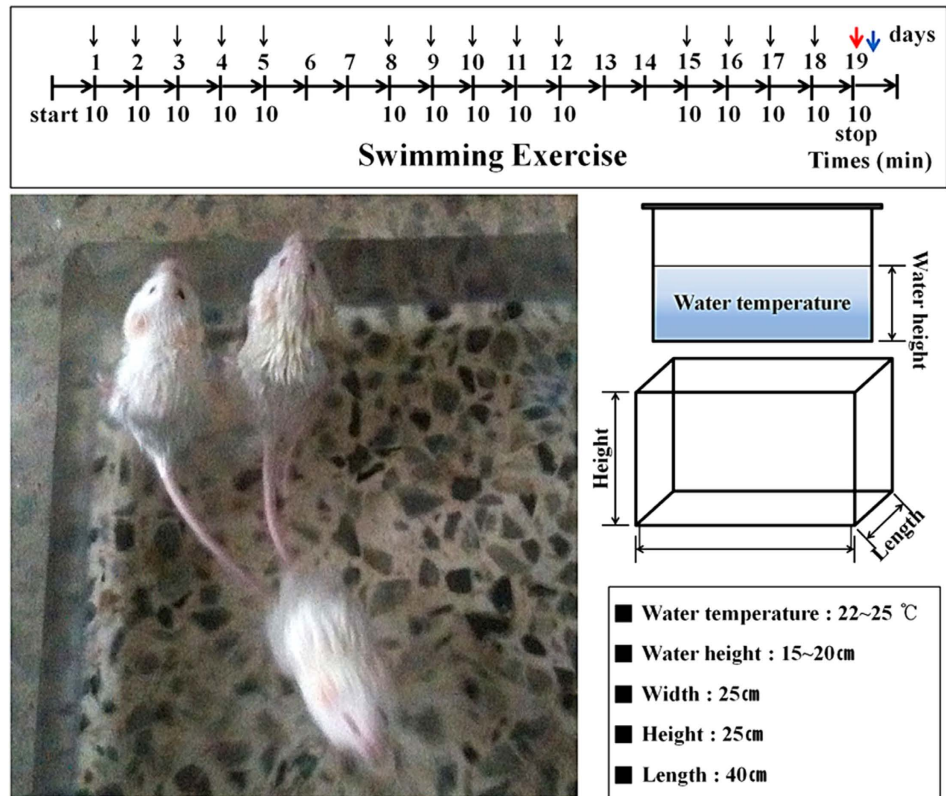 days
1 2 3 4 5 6 7 8 9 10 11 12 13 14 15 16 17 18 19
start 10 10 10 10 10 10 10 10 10 10 10 10 10 10 10
stop
Swimming Exercise
Times (min)
Water temperature
Water height
Height
Length
■ Water temperature : 22~25 ℃
■ Water height : 15~20㎝
■ Width : 25㎝
■ Height : 25㎝
■ Length : 40㎝